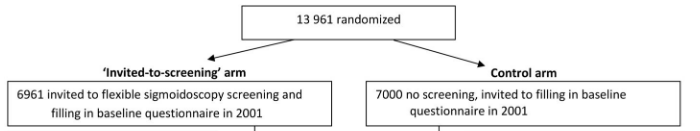 13 961 randomized
‘Invited-to-screening’ arm
6961 invited to flexible sigmoidoscopy screening and
filling in baseline questionnaire in 2001
Control arm
7000 no screening, invited to filling in baseline
questionnaire in 2001